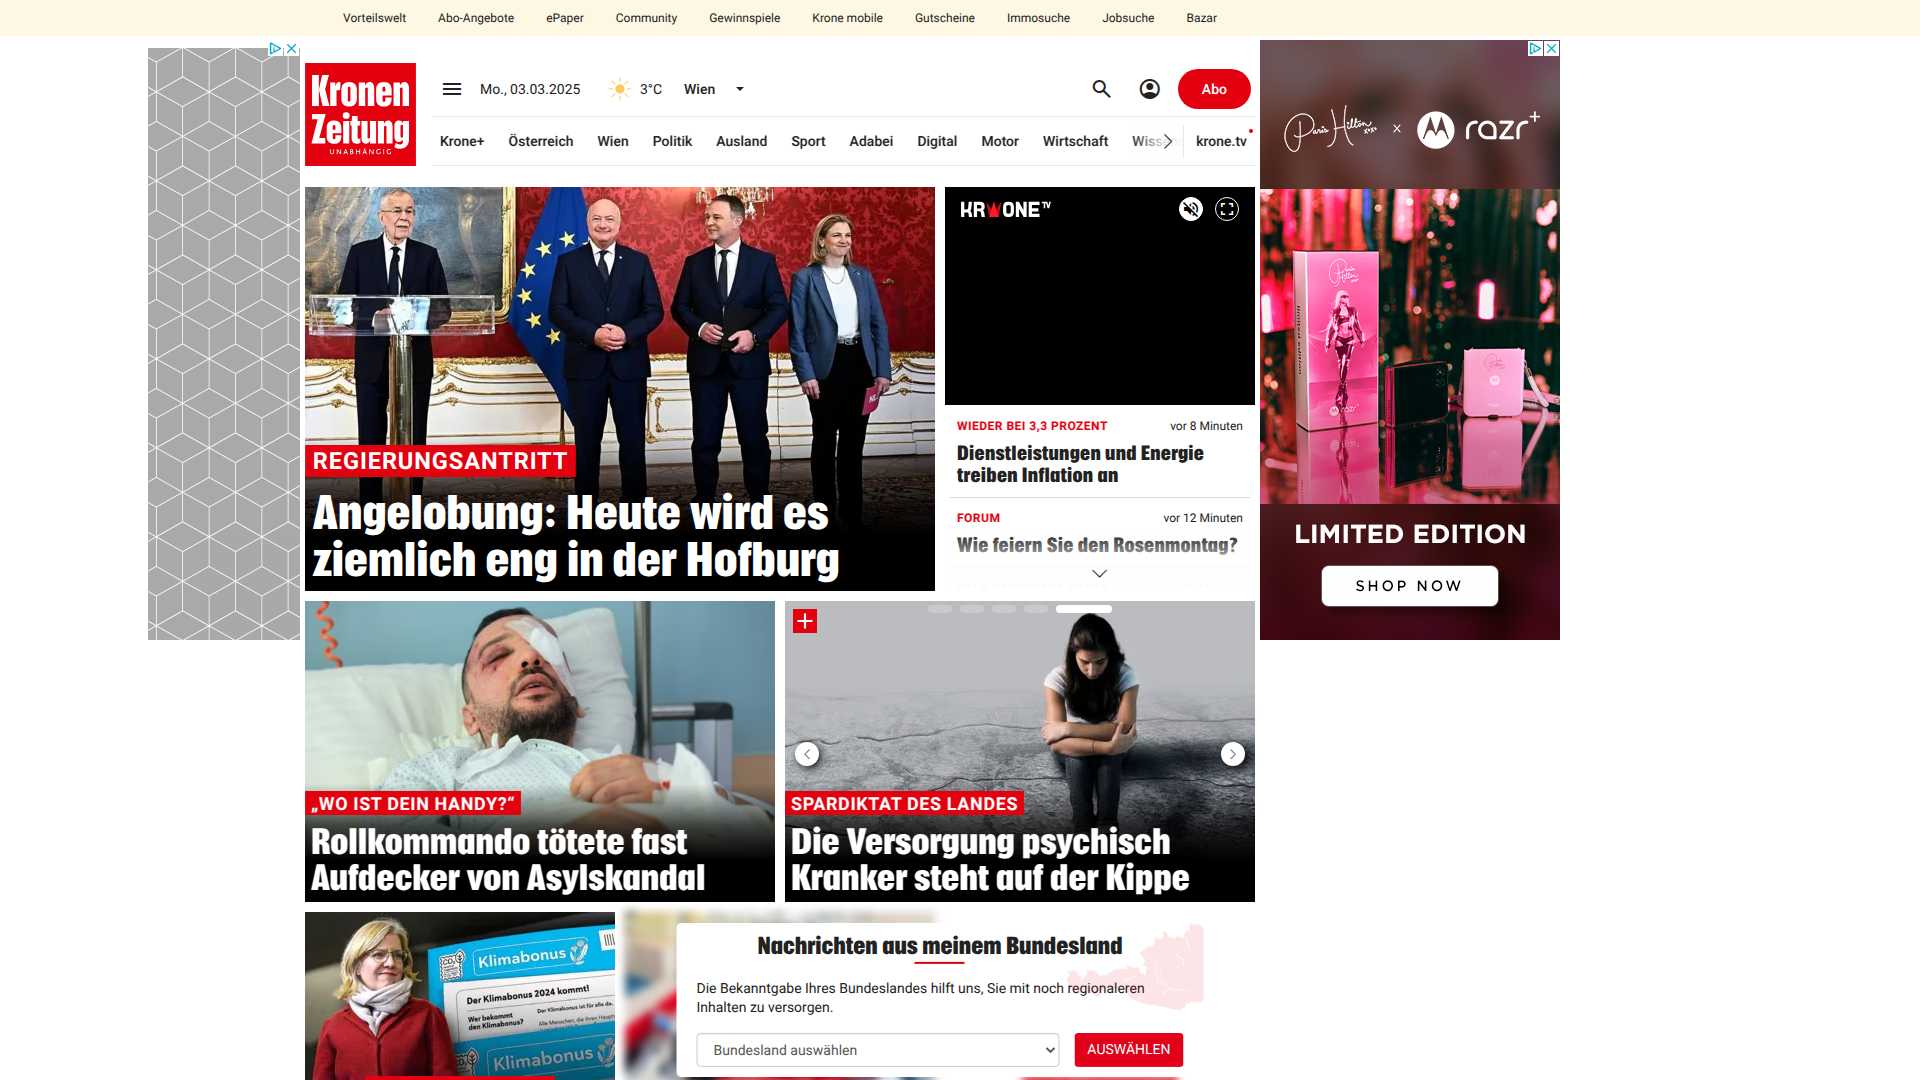 Vorteilswelt Abo-Angebote ePaper Community Gewinnspiele Krone mobile Gutscheine Immosuche Jobsuche Bazar
Kronen
Zeitung
UNABHÄNGIG
Mo., 03.03.2025 3°C Wien
Abo
Krone+ Österreich Wien Politik Ausland Sport Adabei Digital Motor Wirtschaft krone.tv
REGIERUNGSANTRITT
Angelobung: Heute wird es
ziemlich eng in der Hofburg
KRONE TV
WIEDER BEI 3,3 PROZENT vor 8 Minuten
Dienstleistungen und Energie
treiben Inflation an
FORUM vor 12 Minuten
Wie feiern Sie den Rosenmontag?
Paris Hilton xoxo x razr+
LIMITED EDITION
SHOP NOW
„WO IST DEIN HANDY?“
Rollkommando tötete fast
Aufdecker von Asylskandal
SPARDIKTAT DES LANDES
Die Versorgung psychisch
Kranker steht auf der Kippe
Klimabonus
Der Klimabonus 2024 kommt!
Wer bekommt
den Klimabonus?
Klimabonus
Nachrichten aus meinem Bundesland
Die Bekanntgabe Ihres Bundeslandes hilft uns, Sie mit noch regionaleren
Inhalten zu versorgen.
Bundesland auswählen
AUSWÄHLEN